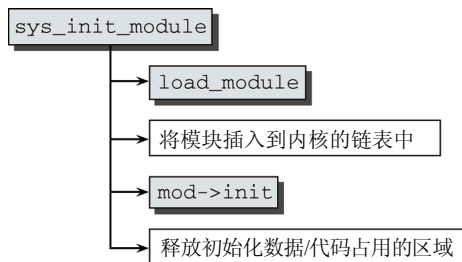 sys_init_module
load_module
将模块插入到内核的链表中
mod->init
释放初始化数据/代码占用的区域